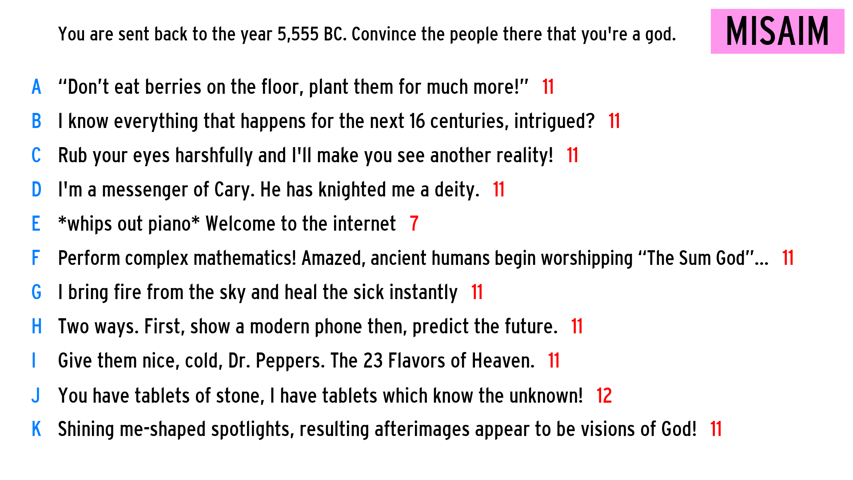 You are sent back to the year 5,555 BC. Convince the people there that you're a god.
MISAIM
A “Don’t eat berries on the floor, plant them for much more!” 11
B I know everything that happens for the next 16 centuries, intrigued? 11
C Rub your eyes harshfully and I'll make you see another reality! 11
D I'm a messenger of Cary. He has knighted me a deity. 11
E *whips out piano* Welcome to the internet 7
F Perform complex mathematics! Amazed, ancient humans begin worshipping “The Sum God”... 11
G I bring fire from the sky and heal the sick instantly 11
H Two ways. First, show a modern phone then, predict the future. 11
I Give them nice, cold, Dr. Peppers. The 23 Flavors of Heaven. 11
J You have tablets of stone, I have tablets which know the unknown! 12
K Shining me-shaped spotlights, resulting afterimages appear to be visions of God! 11